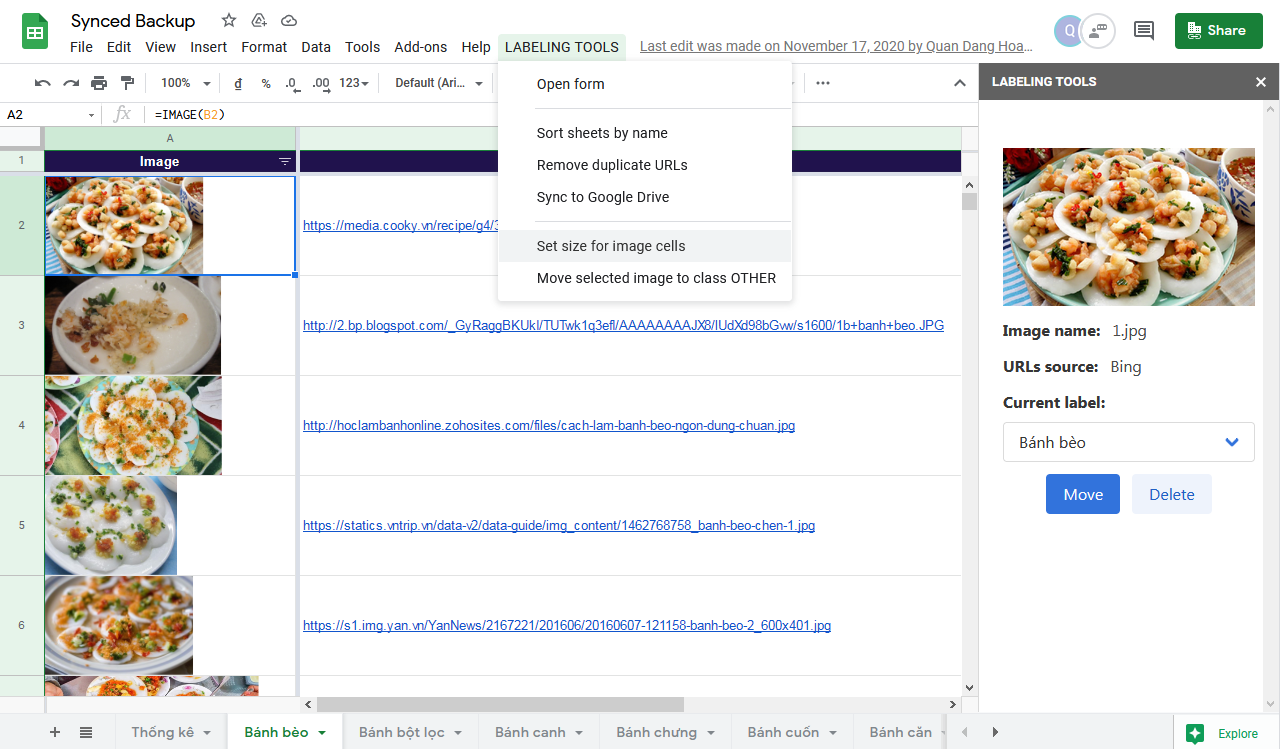 Synced Backup
File Edit View Insert Format Data Tools Add-ons Help LABELING TOOLS Last edit was made on November 17, 2020 by Quan Dang Hoa...
Q
Share
100% ₫ % .0 .00 123 Default (Ari...
A2 fx =IMAGE(B2)
Open form
Sort sheets by name
Remove duplicate URLs
Sync to Google Drive
Set size for image cells
Move selected image to class OTHER
A
1 Image
2 https://media.cooky.vn/recipe/g4/3
3 http://2.bp.blogspot.com/_GyRaggBKUkI/TUTwk1q3efI/AAAAAAAAJX8/IUdXd98bGvw/s1600/1b+banh+beo.JPG
4 http://hoclambanhonline.zohosites.com/files/cach-lam-banh-beo-ngon-dung-chuan.jpg
5 https://statics.vntrip.vn/data-v2/data-guide/img_content/1462768758_banh-beo-chen-1.jpg
6 https://s1.img.yan.vn/YanNews/2167221/201606/20160607-121158-banh-beo-2_600x401.jpg
LABELING TOOLS
Image name: 1.jpg
URLs source: Bing
Current label:
Bánh bèo
Move Delete
Thống kê Bánh bèo Bánh bột lọc Bánh canh Bánh chưng Bánh cuốn Bánh căn
Explore